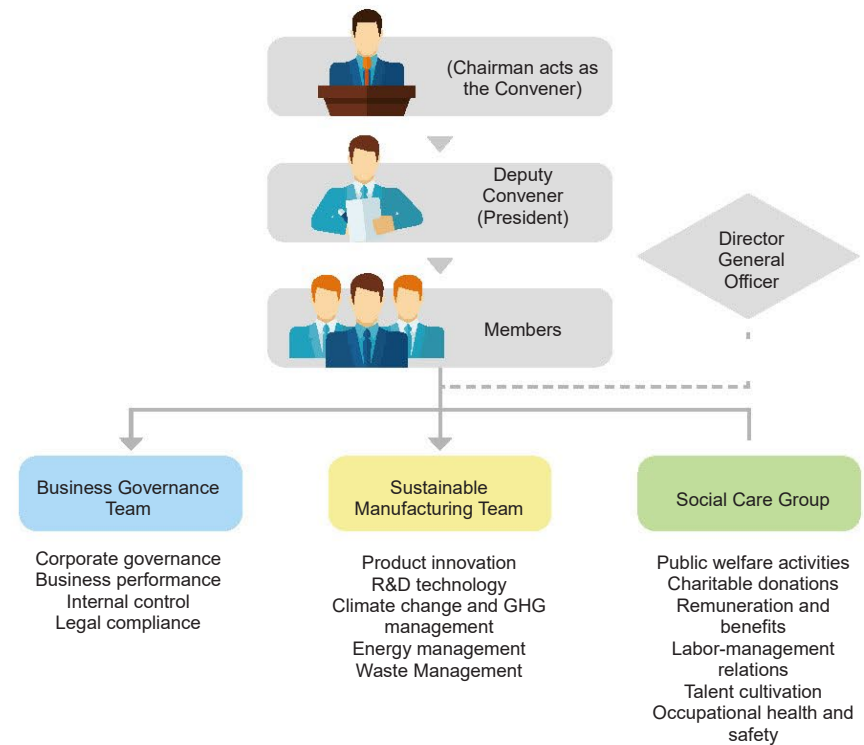 (Chairman acts as
the Convener)
Deputy
Convener
(President)
Director
General
Officer
Members
Business Governance
Team
Sustainable
Manufacturing Team
Social Care Group
Corporate governance
Business performance
Internal control
Legal compliance
Product innovation
R&D technology
Climate change and GHG
management
Energy management
Waste Management
Public welfare activities
Charitable donations
Remuneration and
benefits
Labor-management
relations
Talent cultivation
Occupational health and
safety